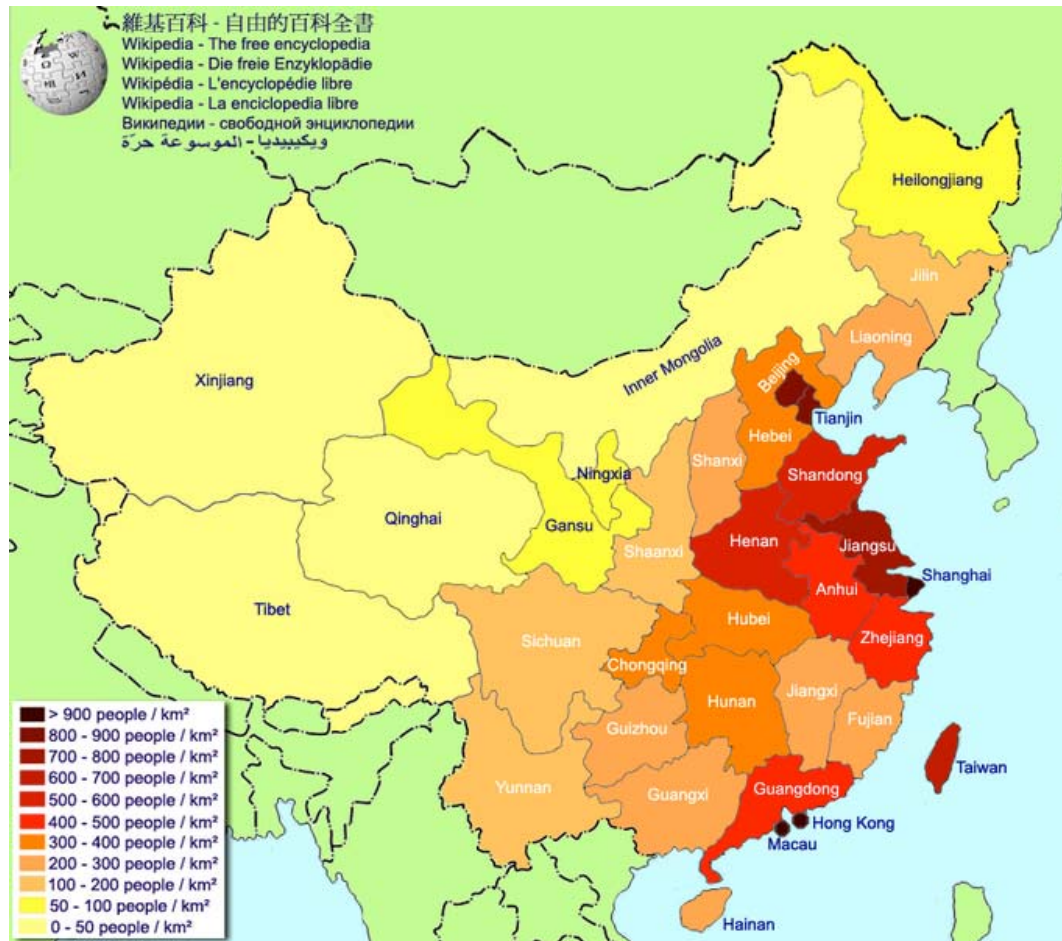 維基百科 - 自由的百科全書
Wikipedia - The free encyclopedia
Wikipedia - Die freie Enzyklopädie
Wikipédia - L'encyclopédie libre
Wikipedia - La enciclopedia libre
Википедии - свободной энциклопедии
ويكيبيديا - الموسوعة حرّة
Heilongjiang
Jilin
Liaoning
Inner Mongolia
Xinjiang
Beijing
Tianjin
Hebei
Shanxi
Shandong
Ningxia
Qinghai
Gansu
Shaanxi
Henan
Jiangsu
Shanghai
Anhui
Tibet
Hubei
Zhejiang
Sichuan
Chongqing
Hunan
Jiangxi
Fujian
Guizhou
Taiwan
Yunnan
Guangxi
Guangdong
Hong Kong
Macau
Hainan
> 900 people / km²
800 - 900 people / km²
700 - 800 people / km²
600 - 700 people / km²
500 - 600 people / km²
400 - 500 people / km²
300 - 400 people / km²
200 - 300 people / km²
100 - 200 people / km²
50 - 100 people / km²
0 - 50 people / km²